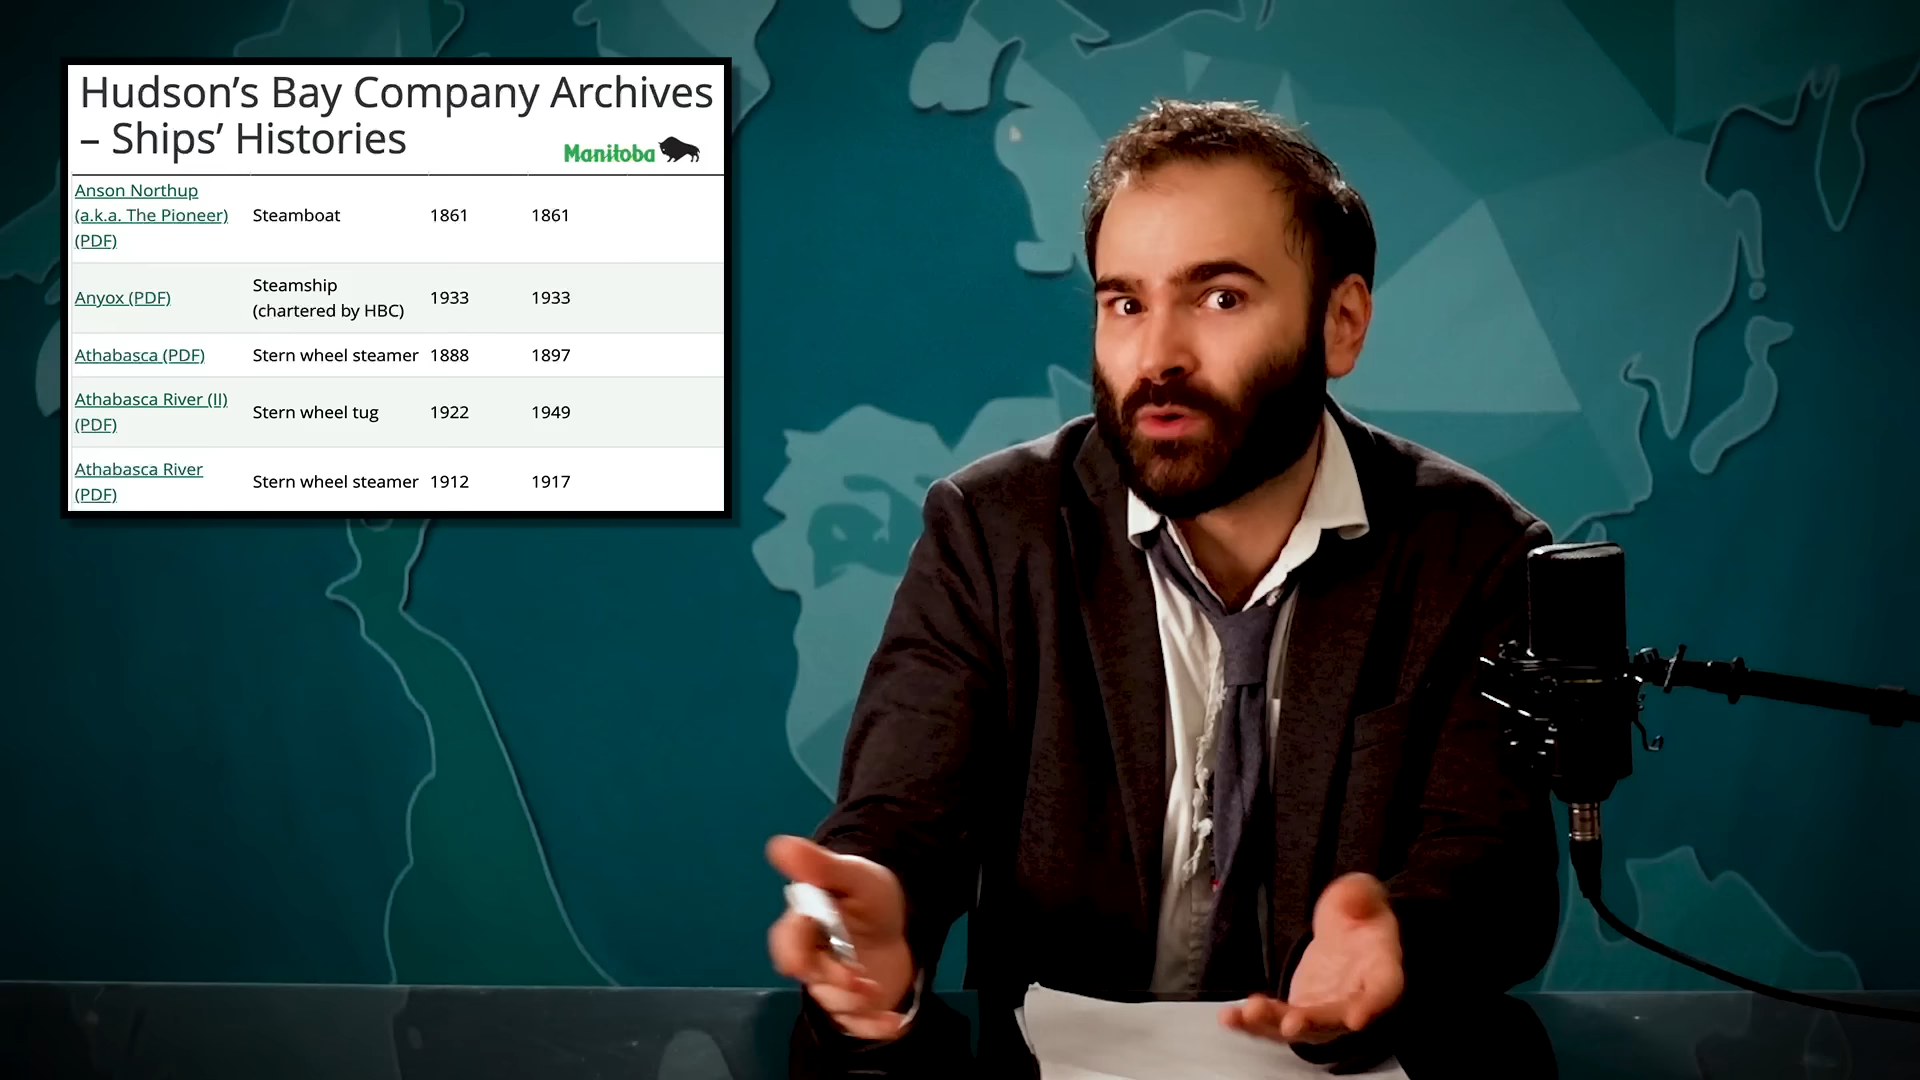 Hudson’s Bay Company Archives
– Ships’ Histories
Manitoba
Anson Northup
(a.k.a. The Pioneer)
(PDF)
Steamboat
1861
1861
Anyox (PDF)
Steamship
(chartered by HBC)
1933
1933
Athabasca (PDF)
Stern wheel steamer
1888
1897
Athabasca River (II)
(PDF)
Stern wheel tug
1922
1949
Athabasca River
(PDF)
Stern wheel steamer
1912
1917